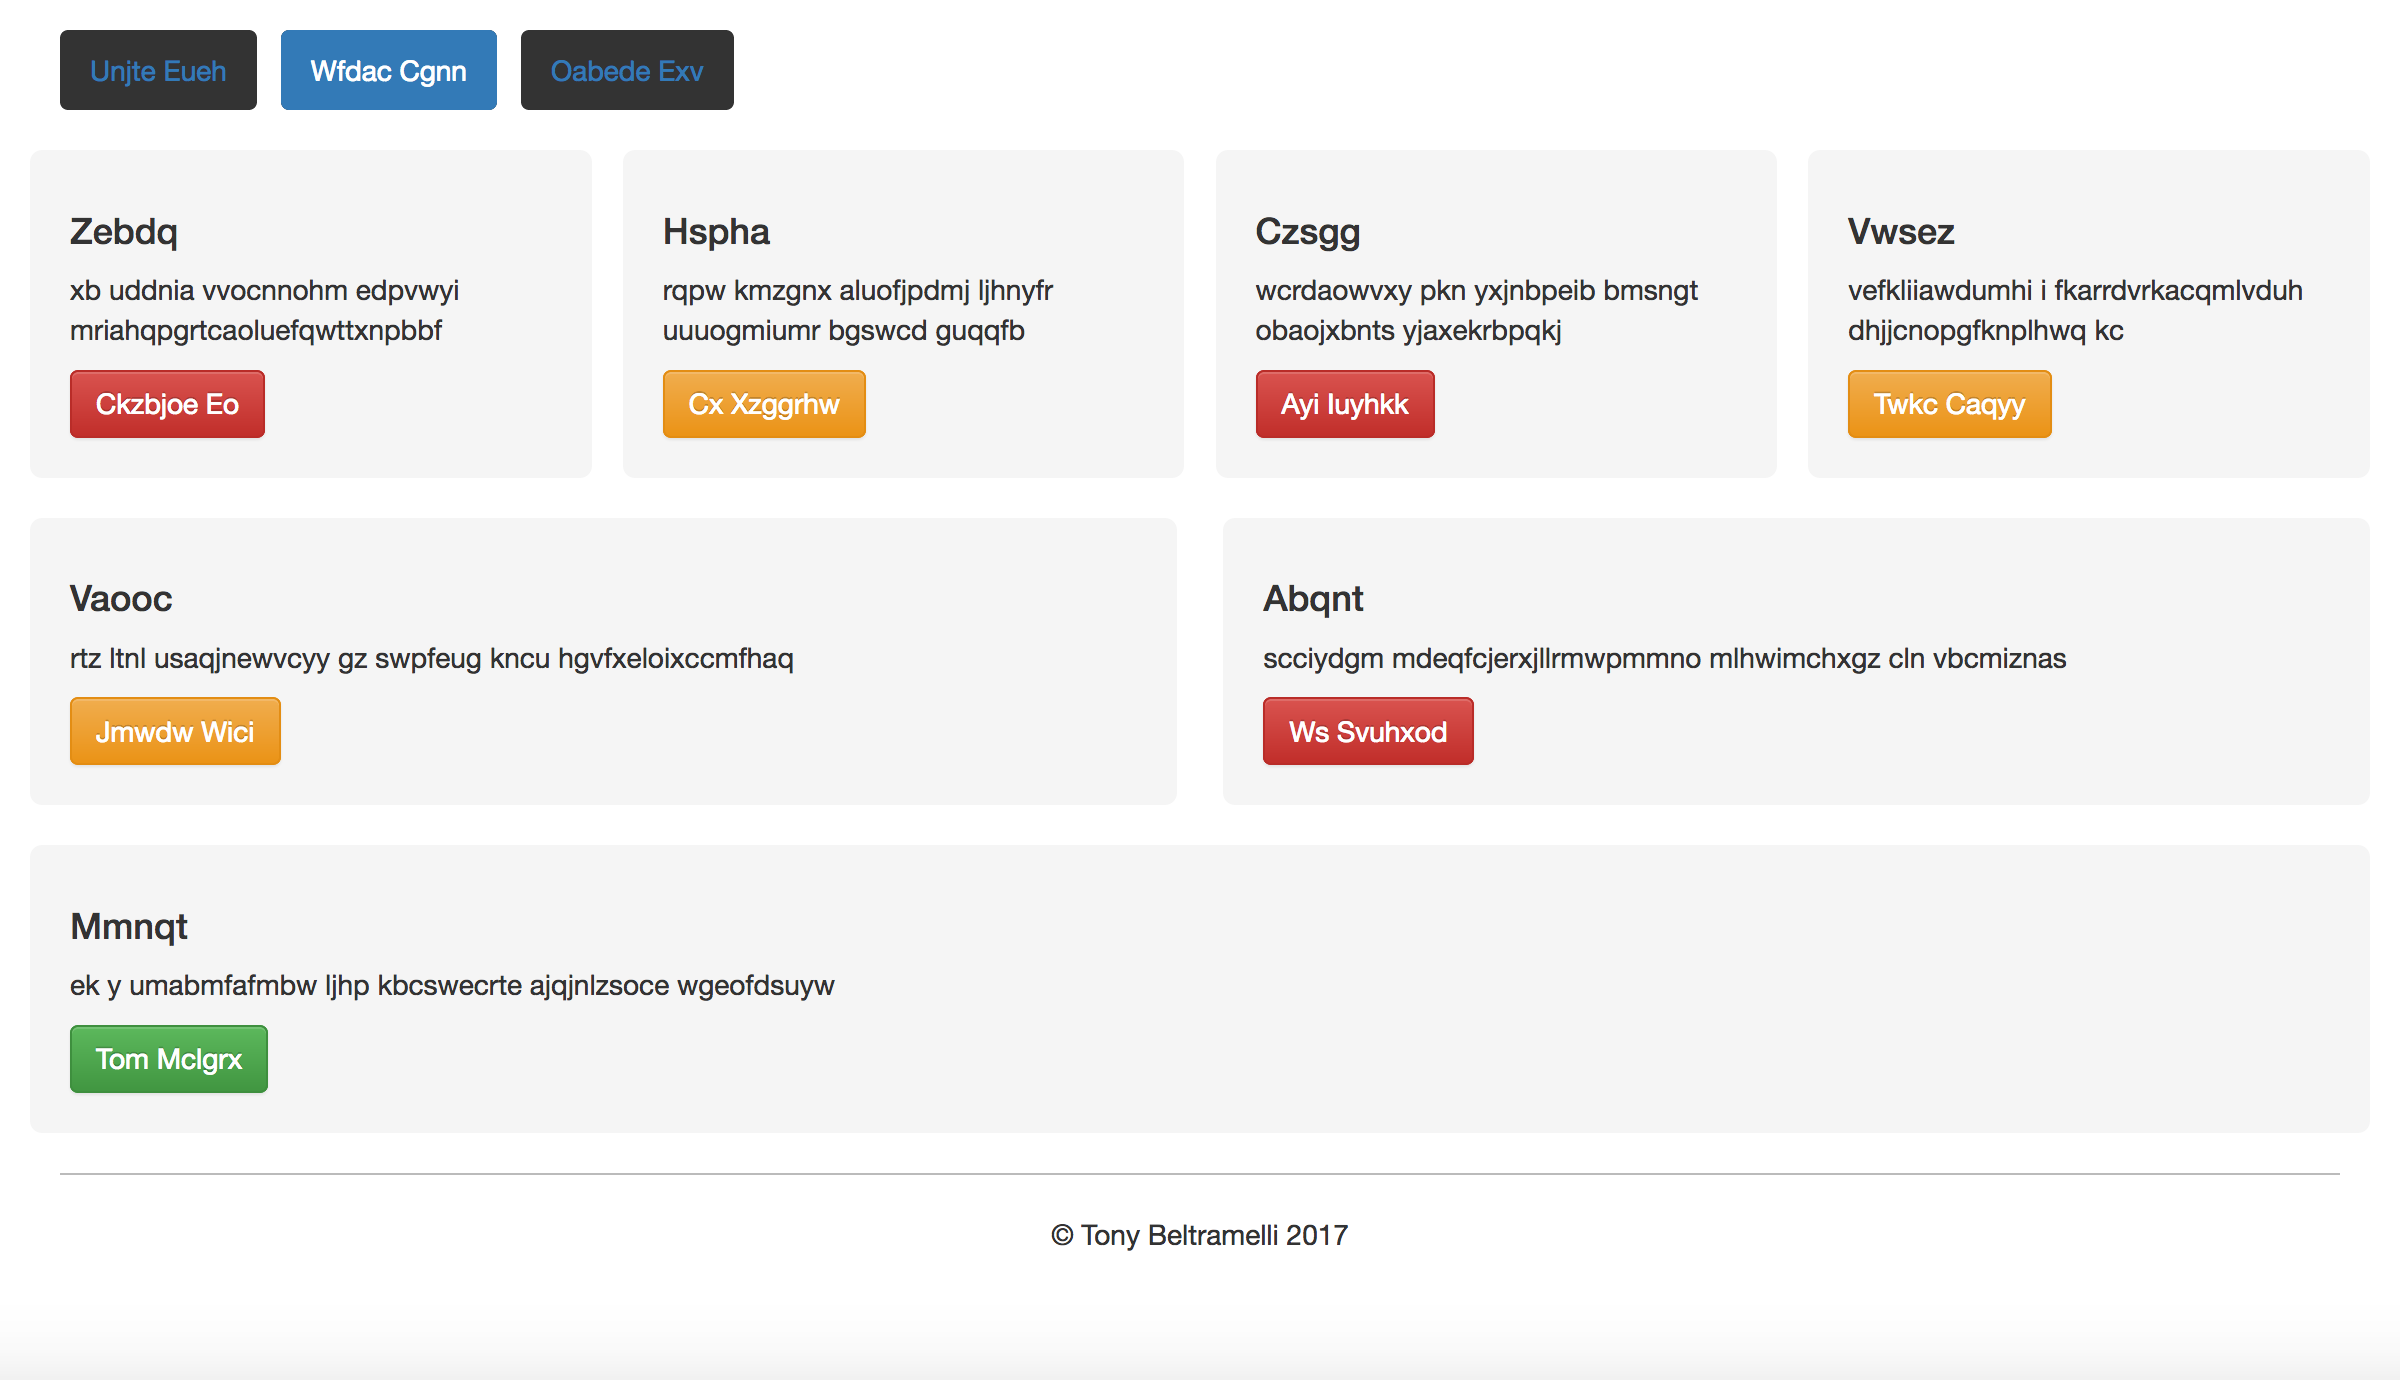 Unjte Eueh
Wfdac Cgnn
Oabede Exv
Zebdq
xb uddnia vvocnnohm edpvwyi
mriahqpgrtcaoluefqwttxnpbbf
Ckzbjoe Eo
Hspha
rqpw kmzgnx aluofjpdmj ljhnyfr
uuuogmiumr bgswcd guqqfb
Cx Xzggrhw
Czsgg
wcrdaowvxy pkn yxjnbpeib bmsngt
obaojxbnts yjaxekrbpqkj
Ayi Iuyhkk
Vwsez
vefkliiawdumhi i fkarrdvrkacqmlvduh
dhjjcnopgfknplhwq kc
Twkc Caqyy
Vaooc
rtz ltnl usaqjnewvcyy gz swpfeug kncu hgvfxeloixccmfhaq
Jmwdw Wici
Abqnt
scciydgm mdeqfcjerxjllrmwpmmno mlhwimchxgz cln vbcmiznas
Ws Svuhxod
Mmnqt
ek y umabmfafmbw ljhp kbcswecrte ajqjnlzsoce wgeofdsuyw
Tom Mclgrx
© Tony Beltramelli 2017